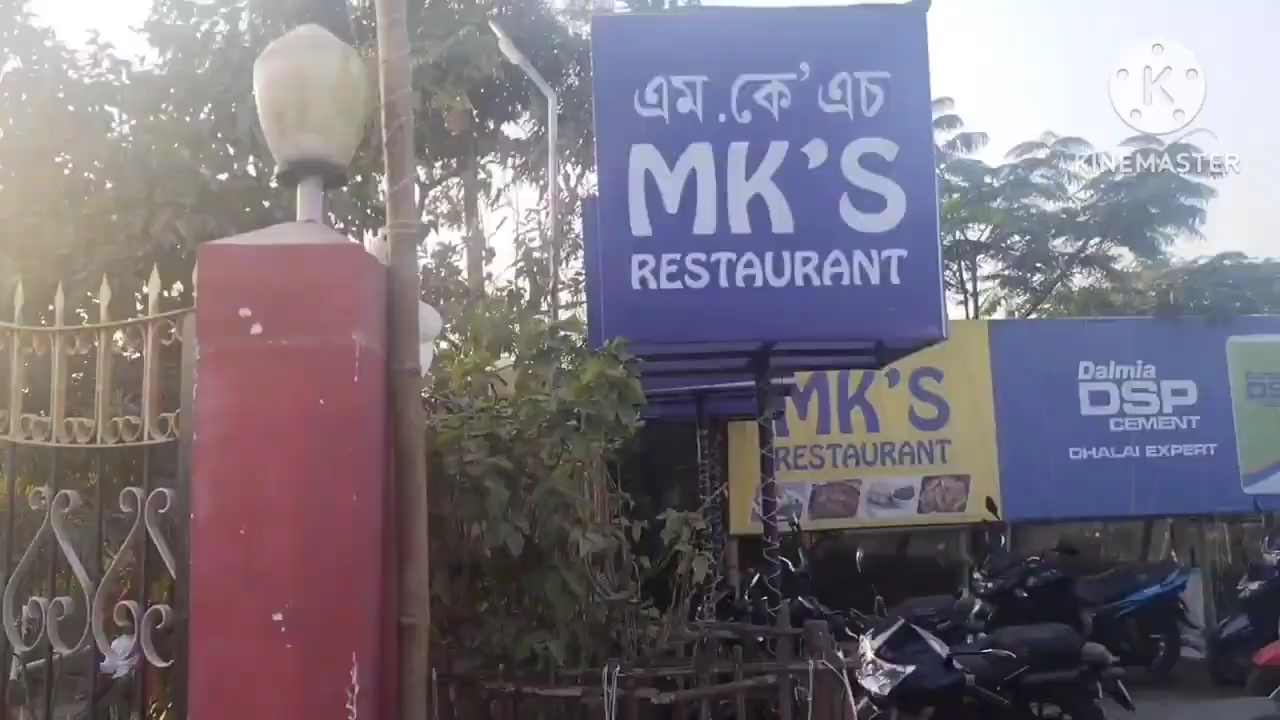 এম.কে'এচ
MK'S
RESTAURANT
MK'S
RESTAURANT
Dalmia
DSP
CEMENT
DHALAI EXPERT
K
KINEMASTER